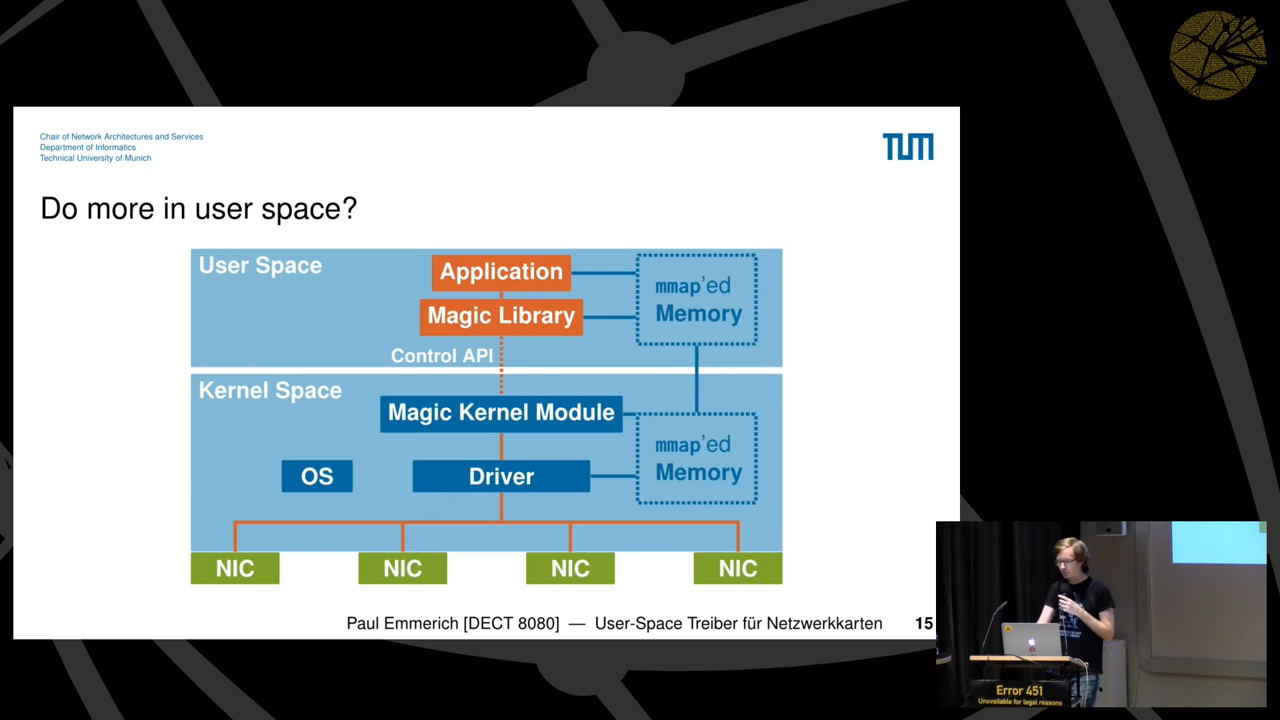 Chair of Network Architectures and Services
Department of Informatics
Technical University of Munich
TUM
Do more in user space?
User Space
Application
Magic Library
mmap'ed
Memory
Control API
Kernel Space
Magic Kernel Module
mmap'ed
Memory
OS
Driver
NIC
NIC
NIC
NIC
Paul Emmerich [DECT 8080] — User-Space Treiber für Netzwerkkarten
15
Error 451
Unavailable for legal reasons